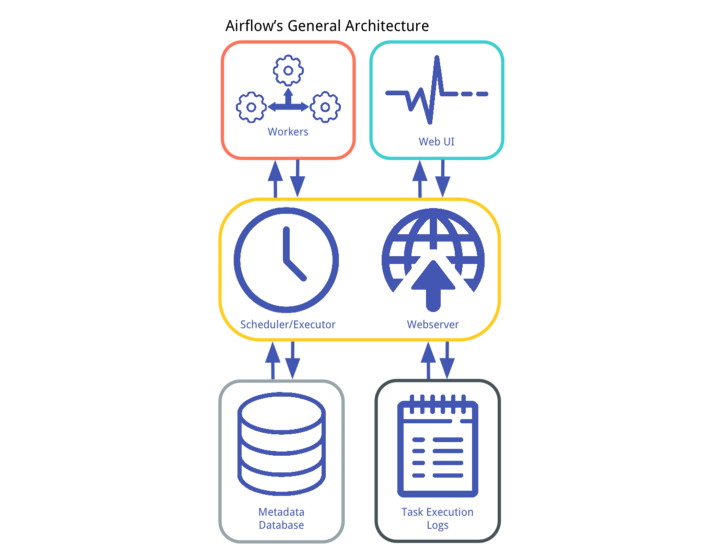 Airflow's General Architecture
Workers
Web UI
Scheduler/Executor
Webserver
Metadata
Database
Task Execution
Logs